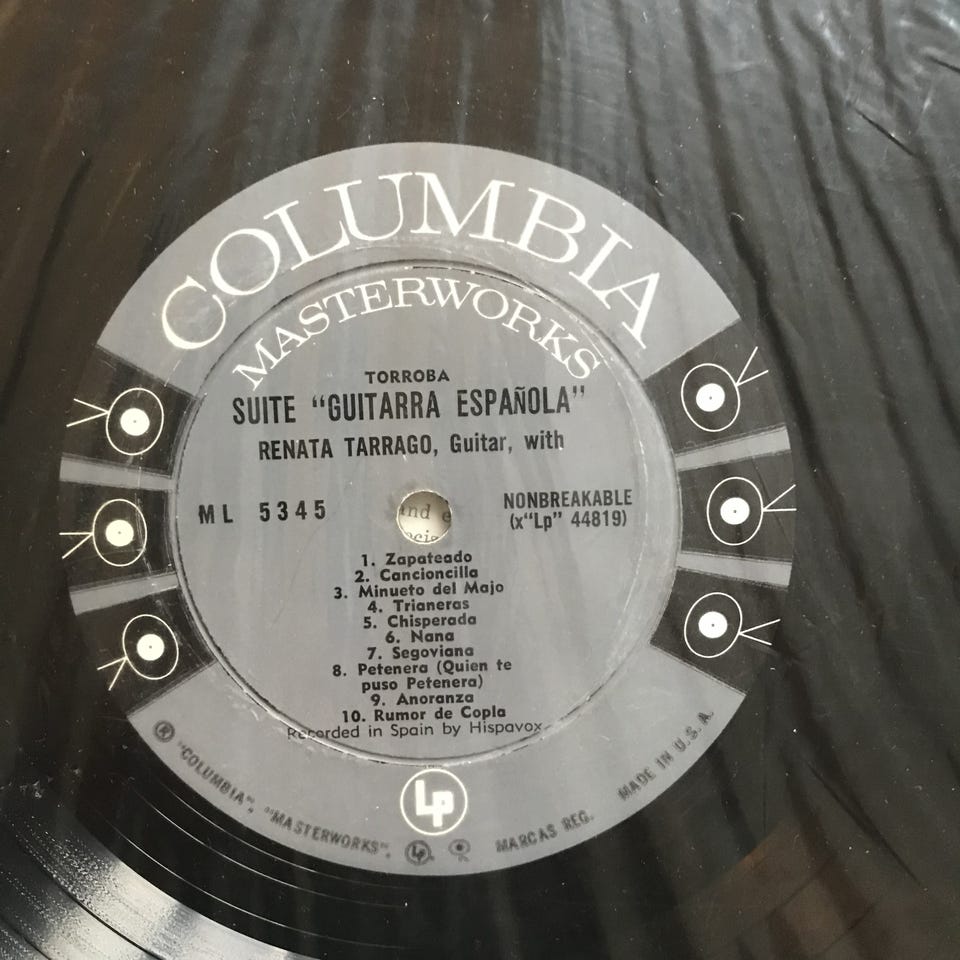 COLUMBIA
MASTERWORKS
TORROBA
SUITE "GUITARRA ESPAÑOLA"
RENATA TARRAGO, Guitar, with
ML 5345
NONBREAKABLE
(x"Lp" 44819)
1. Zapateado
2. Cancioncilla
3. Minueto del Majo
4. Trianeras
5. Chisperada
6. Nana
7. Segoviana
8. Petenera (Quien te
puso Petenera)
9. Anoranza
10. Rumor de Copla
Recorded in Spain by Hispavox
Lp
® "COLUMBIA", "MASTERWORKS", Lp, MARCAS REG. MADE IN U.S.A.